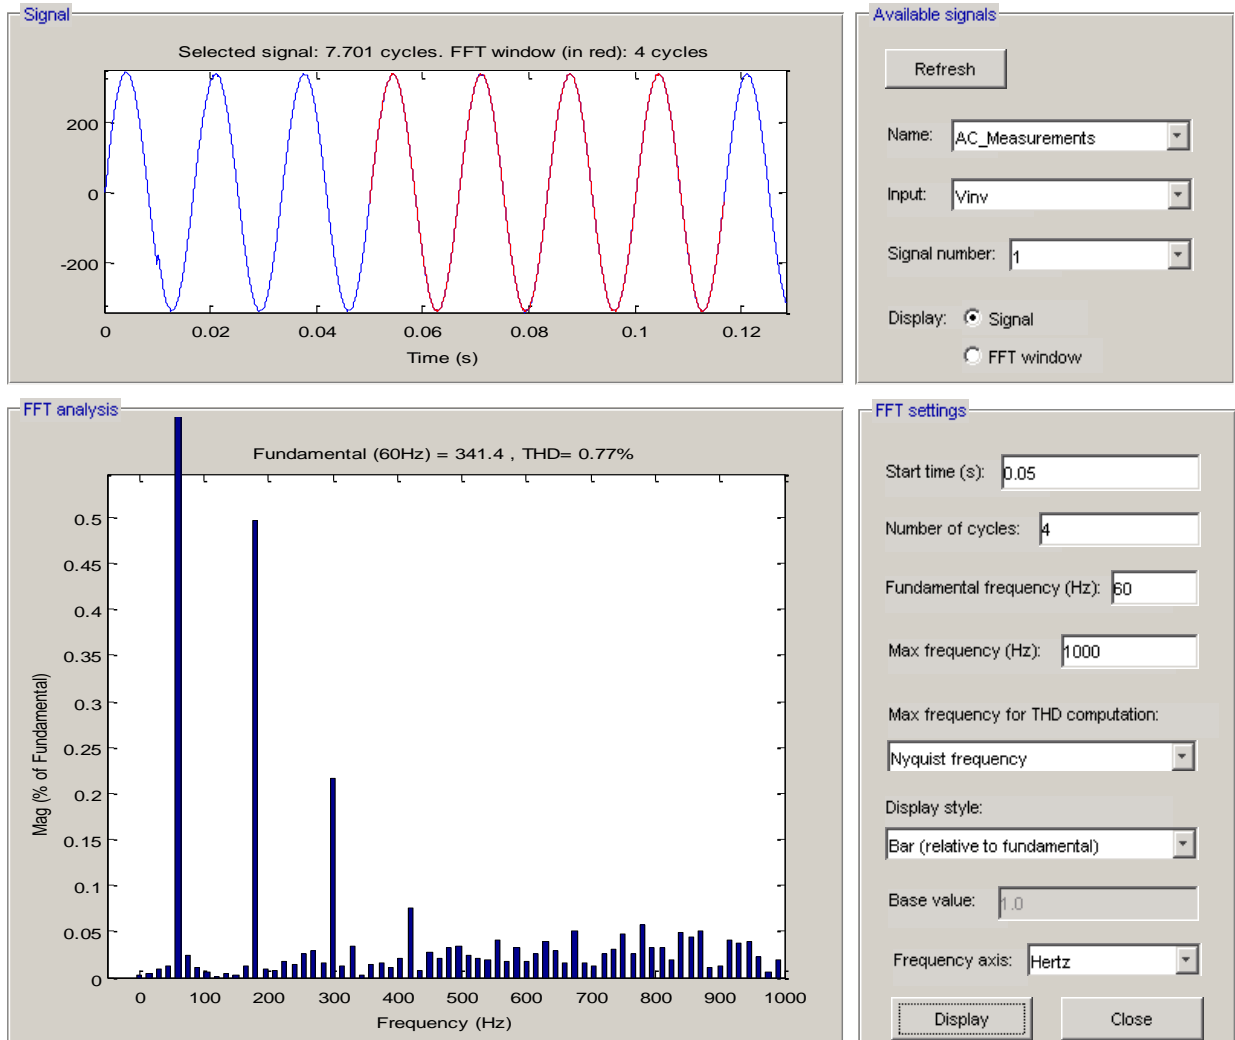 Signal
Selected signal: 7.701 cycles. FFT window (in red): 4 cycles
200
0
-200
0 0.02 0.04 0.06 0.08 0.1 0.12
Time (s)
Available signals
Refresh
Name: AC_Measurements
Input: Vinv
Signal number: 1
Display: Signal
FFT window
FFT analysis
Fundamental (60Hz) = 341.4 , THD= 0.77%
0.5
0.45
0.4
0.35
0.3
0.25
0.2
0.15
0.1
0.05
0
Mag (% of Fundamental)
0 100 200 300 400 500 600 700 800 900 1000
Frequency (Hz)
FFT settings
Start time (s): 0.05
Number of cycles: 4
Fundamental frequency (Hz): 60
Max frequency (Hz): 1000
Max frequency for THD computation:
Nyquist frequency
Display style:
Bar (relative to fundamental)
Base value: 1.0
Frequency axis: Hertz
Display Close